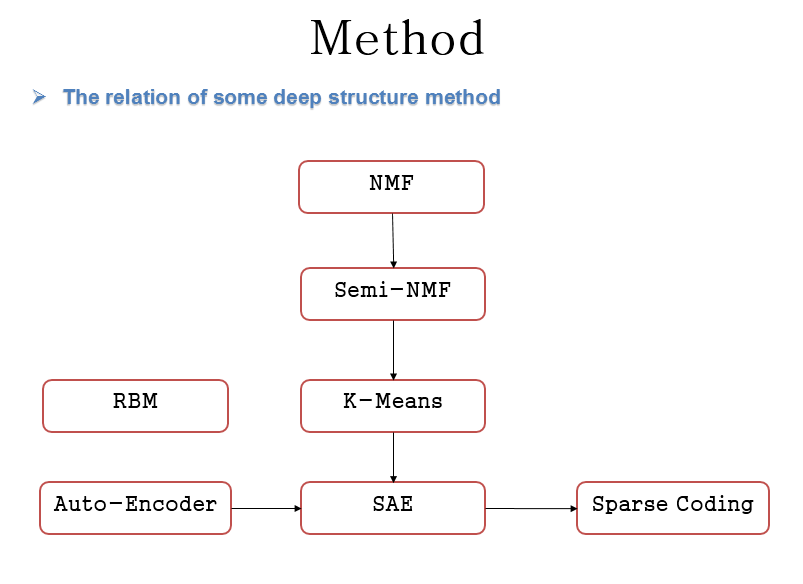 Method
The relation of some deep structure method
NMF
Semi-NMF
RBM
K-Means
Auto-Encoder
SAE
Sparse Coding